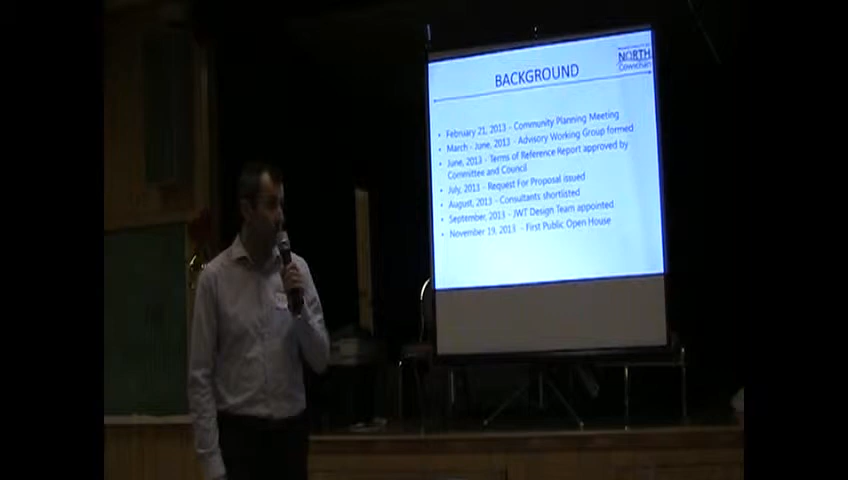 NORTH
Cowichan
BACKGROUND
• February 21, 2013 - Community Planning Meeting
• March - June, 2013 - Advisory Working Group formed
• June, 2013 - Terms of Reference Report approved by
Committee and Council
• July, 2013 - Request For Proposal issued
• August, 2013 - Consultants shortlisted
• September, 2013 - JWT Design Team appointed
• November 19, 2013 - First Public Open House